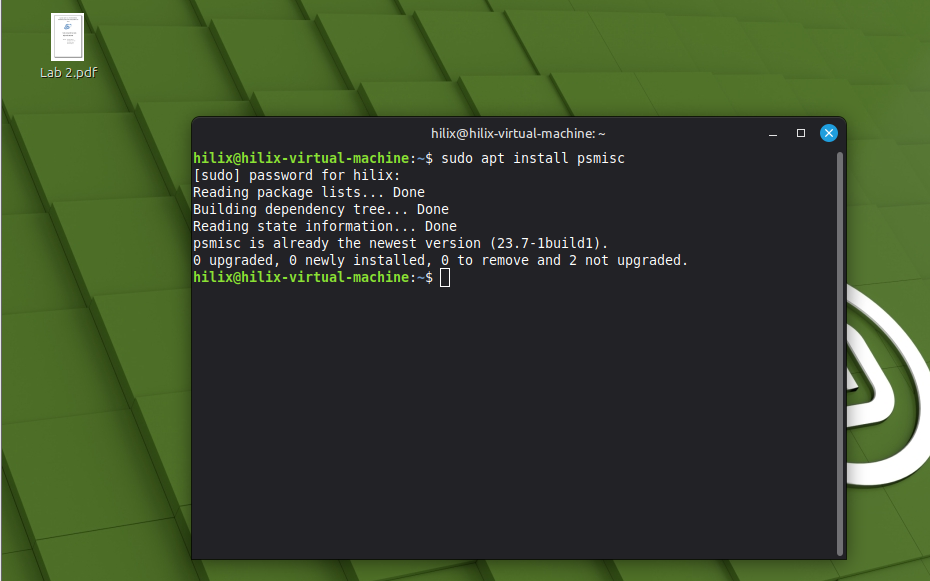 Lab 2.pdf
hilix@hilix-virtual-machine: ~
hilix@hilix-virtual-machine:~$ sudo apt install psmisc
[sudo] password for hilix:
Reading package lists... Done
Building dependency tree... Done
Reading state information... Done
psmisc is already the newest version (23.7-1build1).
0 upgraded, 0 newly installed, 0 to remove and 2 not upgraded.
hilix@hilix-virtual-machine:~$